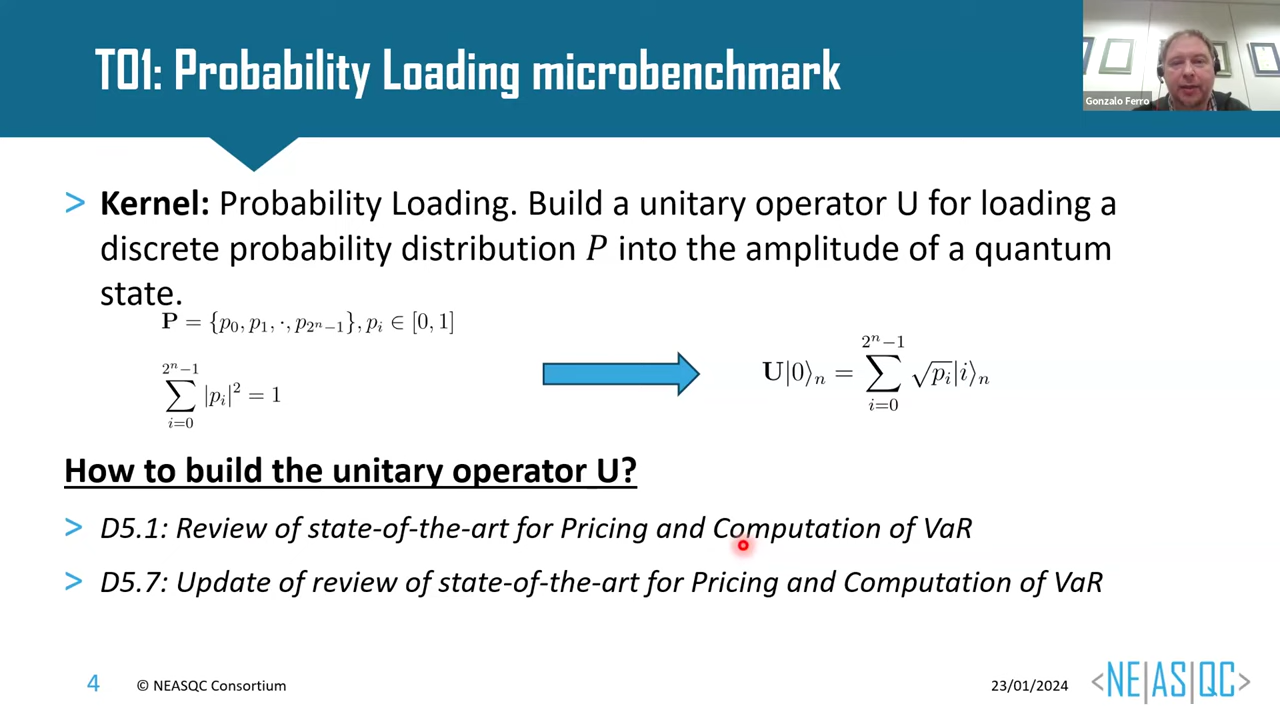 T01: Probability Loading microbenchmark
Gonzalo Ferro
> Kernel: Probability Loading. Build a unitary operator U for loading a
discrete probability distribution P into the amplitude of a quantum
state.
P = {p₀, p₁, ·, p₂ⁿ₋₁}, pᵢ ∈ [0, 1]
∑_{i=0}^{2ⁿ−1} |pᵢ|² = 1
U|0⟩ₙ = ∑_{i=0}^{2ⁿ−1} √pᵢ|i⟩ₙ
How to build the unitary operator U?
> D5.1: Review of state-of-the-art for Pricing and Computation of VaR
> D5.7: Update of review of state-of-the-art for Pricing and Computation of VaR
4 © NEASQC Consortium 23/01/2024 <NE|AS|QC>